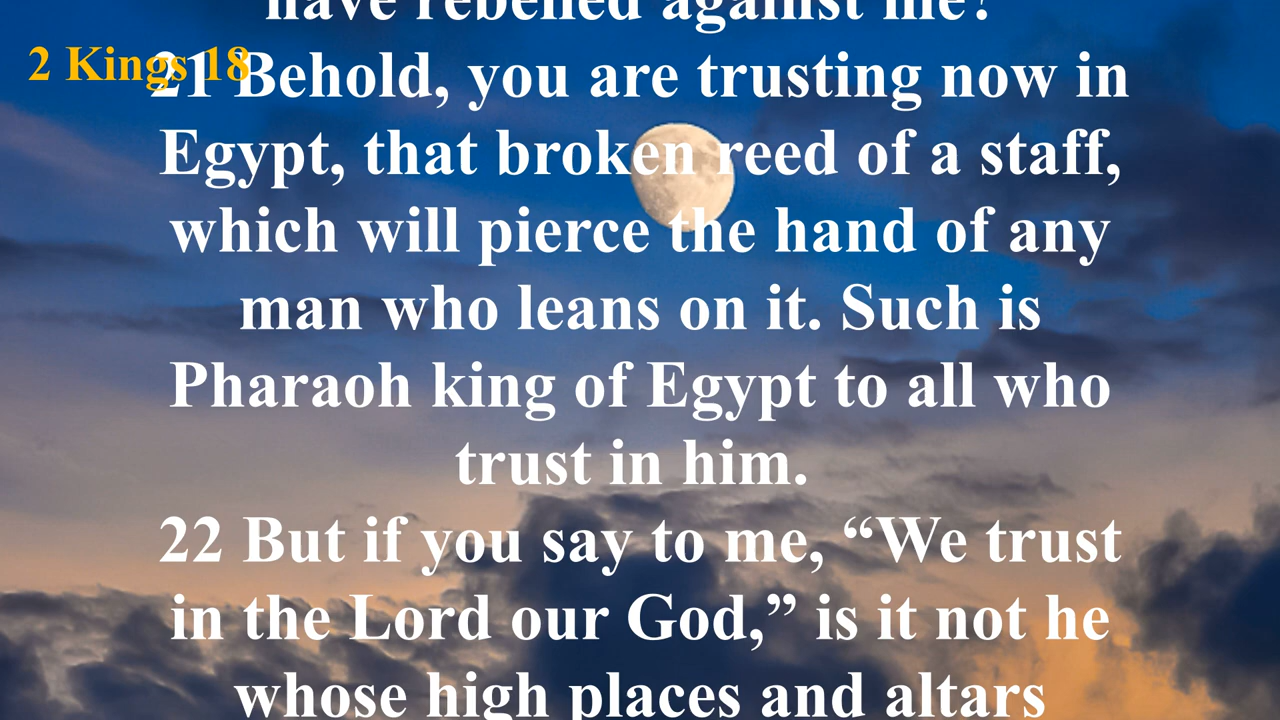 have rebelled against me?
2 Kings 18
21 Behold, you are trusting now in
Egypt, that broken reed of a staff,
which will pierce the hand of any
man who leans on it. Such is
Pharaoh king of Egypt to all who
trust in him.
22 But if you say to me, “We trust
in the Lord our God,” is it not he
whose high places and altars